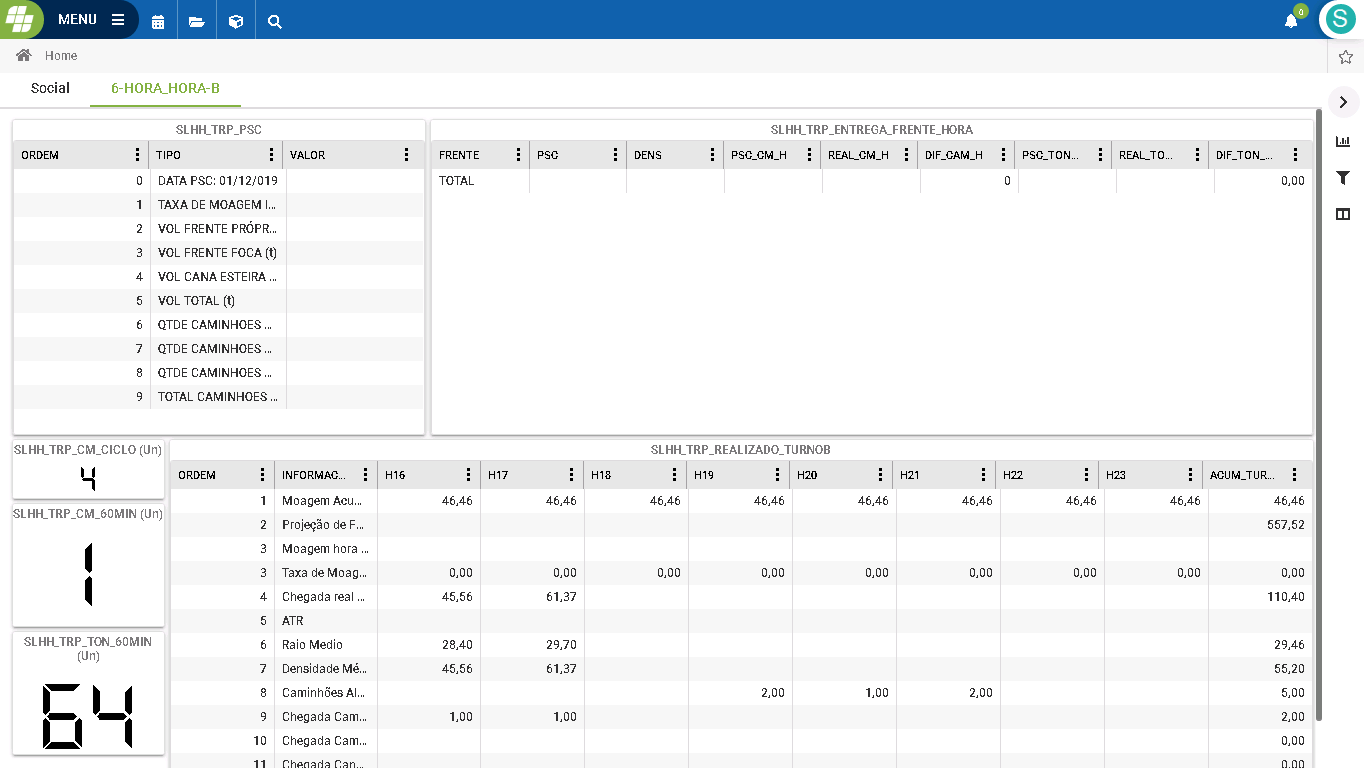 MENU
0
S
Home
Social 6-HORA_HORA-B
SLHH_TRP_PSC
ORDEM TIPO VALOR
0 DATA PSC: 01/12/019
1 TAXA DE MOAGEM I...
2 VOL FRENTE PRÓPR...
3 VOL FRENTE FOCA (t)
4 VOL CANA ESTEIRA ...
5 VOL TOTAL (t)
6 QTDE CAMINHOES ...
7 QTDE CAMINHOES ...
8 QTDE CAMINHOES ...
9 TOTAL CAMINHOES ...
SLHH_TRP_ENTREGA_FRENTE_HORA
FRENTE PSC DENS PSC_CM_H REAL_CM_H DIF_CAM_H PSC_TON... REAL_TO... DIF_TON_...
TOTAL 0 0,00
SLHH_TRP_CM_CICLO (Un)
4
SLHH_TRP_CM_60MIN (Un)
1
SLHH_TRP_TON_60MIN
(Un)
64
SLHH_TRP_REALIZADO_TURNOB
ORDEM INFORMAC... H16 H17 H18 H19 H20 H21 H22 H23 ACUM_TUR...
1 Moagem Acu... 46,46 46,46 46,46 46,46 46,46 46,46 46,46 46,46 46,46
2 Projeção de F... 557,52
3 Moagem hora ...
3 Taxa de Moag... 0,00 0,00 0,00 0,00 0,00 0,00 0,00 0,00 0,00
4 Chegada real ... 45,56 61,37 110,40
5 ATR
6 Raio Medio 28,40 29,70 29,46
7 Densidade Mé... 45,56 61,37 55,20
8 Caminhões Al... 2,00 1,00 2,00 5,00
9 Chegada Cam... 1,00 1,00 2,00
10 Chegada Cam... 0,00
11 Chegada Can... 0,00